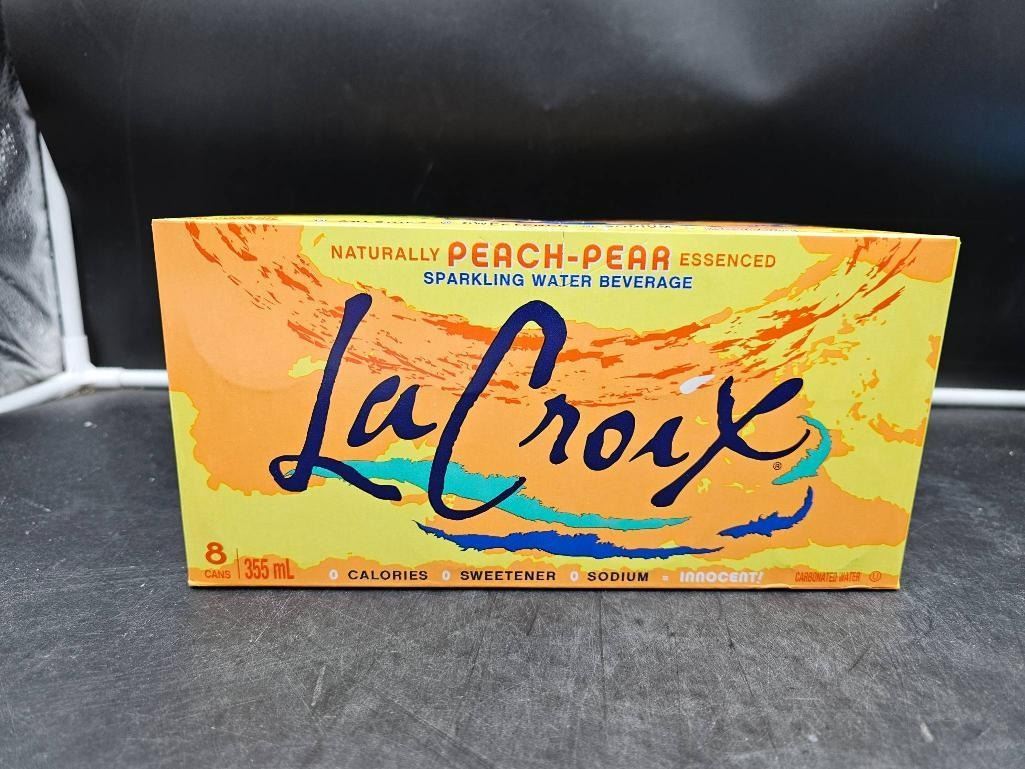 NATURALLY PEACH-PEAR ESSENCED
SPARKLING WATER BEVERAGE
LaCroix®
8 CANS | 355 mL
0 CALORIES 0 SWEETENER 0 SODIUM = INNOCENT!
CARBONATED WATER U